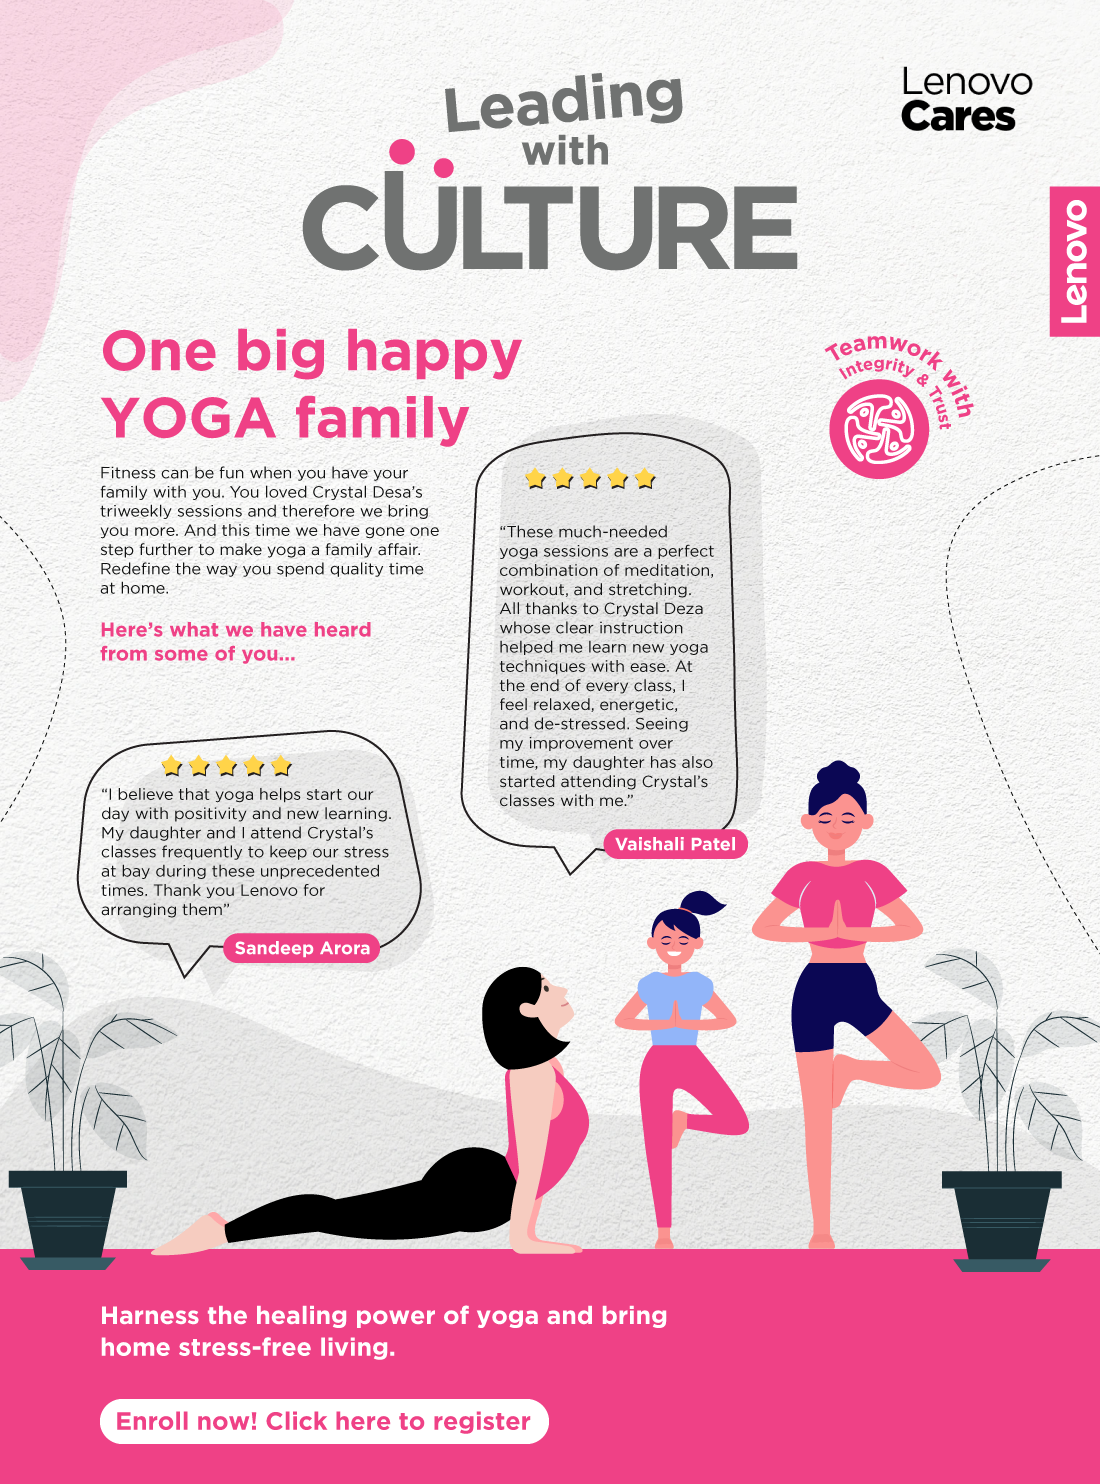 Leading
with
CULTURE
Lenovo
Cares
Lenovo
One big happy
YOGA family
Teamwork with
Integrity & Trust
Fitness can be fun when you have your
family with you. You loved Crystal Desa’s
triweekly sessions and therefore we bring
you more. And this time we have gone one
step further to make yoga a family affair.
Redefine the way you spend quality time
at home.
Here’s what we have heard
from some of you...
“These much-needed
yoga sessions are a perfect
combination of meditation,
workout, and stretching.
All thanks to Crystal Deza
whose clear instruction
helped me learn new yoga
techniques with ease. At
the end of every class, I
feel relaxed, energetic,
and de-stressed. Seeing
my improvement over
time, my daughter has also
started attending Crystal’s
classes with me.”
Vaishali Patel
“I believe that yoga helps start our
day with positivity and new learning.
My daughter and I attend Crystal’s
classes frequently to keep our stress
at bay during these unprecedented
times. Thank you Lenovo for
arranging them”
Sandeep Arora
Harness the healing power of yoga and bring
home stress-free living.
Enroll now! Click here to register